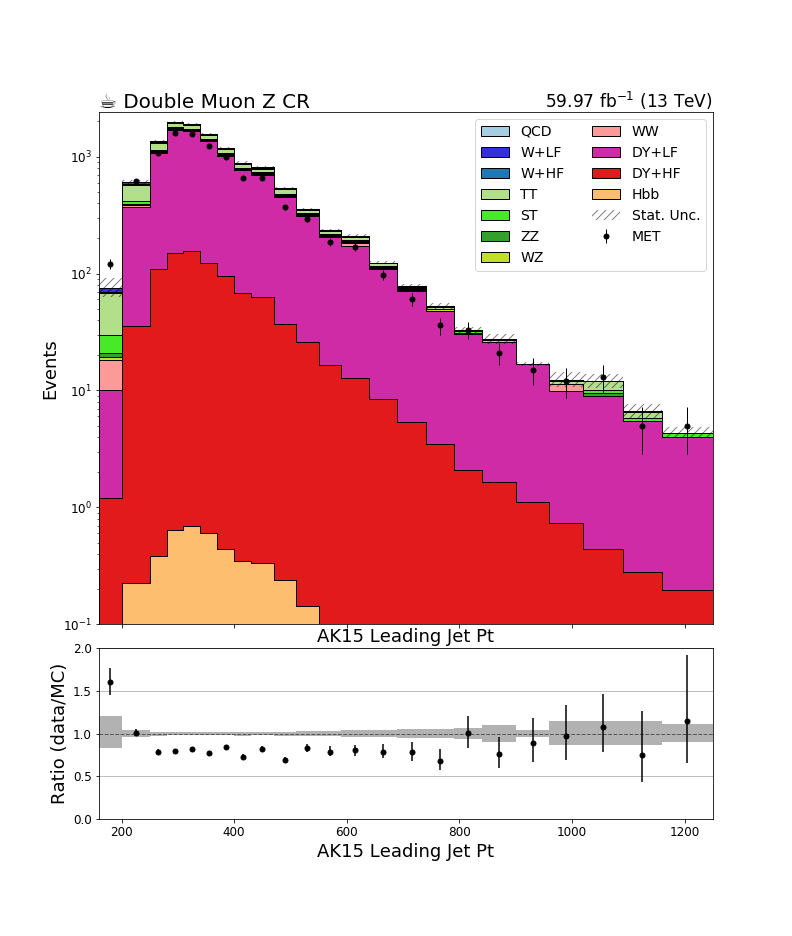 ☕ Double Muon Z CR
59.97 fb⁻¹ (13 TeV)
QCD
W+LF
W+HF
TT
ST
ZZ
WZ
WW
DY+LF
DY+HF
Hbb
Stat. Unc.
MET
Events
10³
10²
10¹
10⁰
10⁻¹
AK15 Leading Jet Pt
Ratio (data/MC)
2.0
1.5
1.0
0.5
0.0
200 400 600 800 1000 1200
AK15 Leading Jet Pt